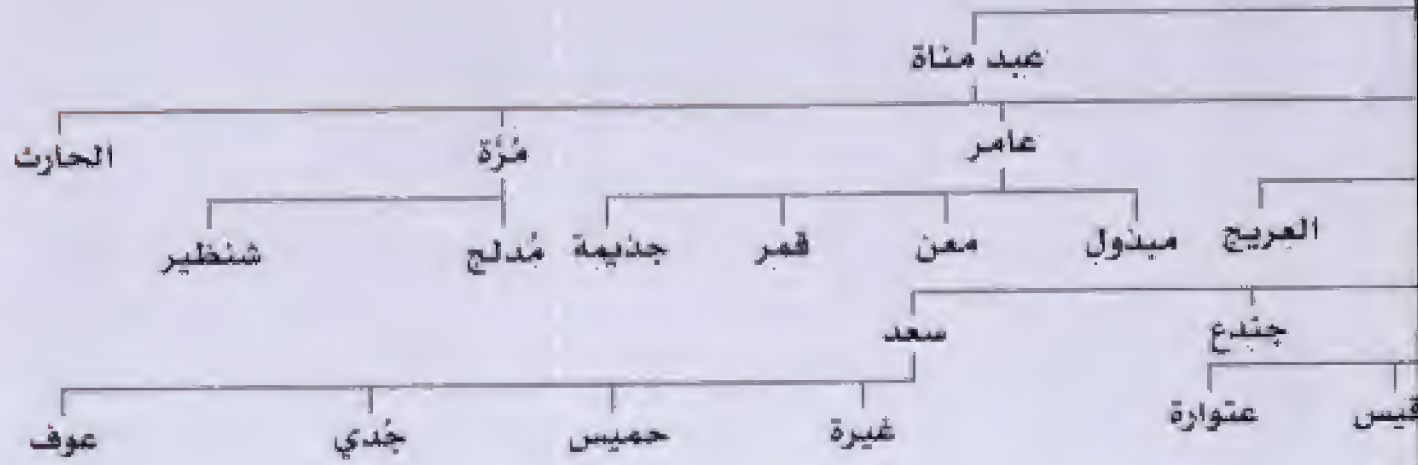 عبد مناة
عامر مُرَّة الحارث
العريج مبذول معن قمر جذيمة مُدلج شنظير
جندع سعد
قيس عتوارة غيرة حميس جُدي عوف